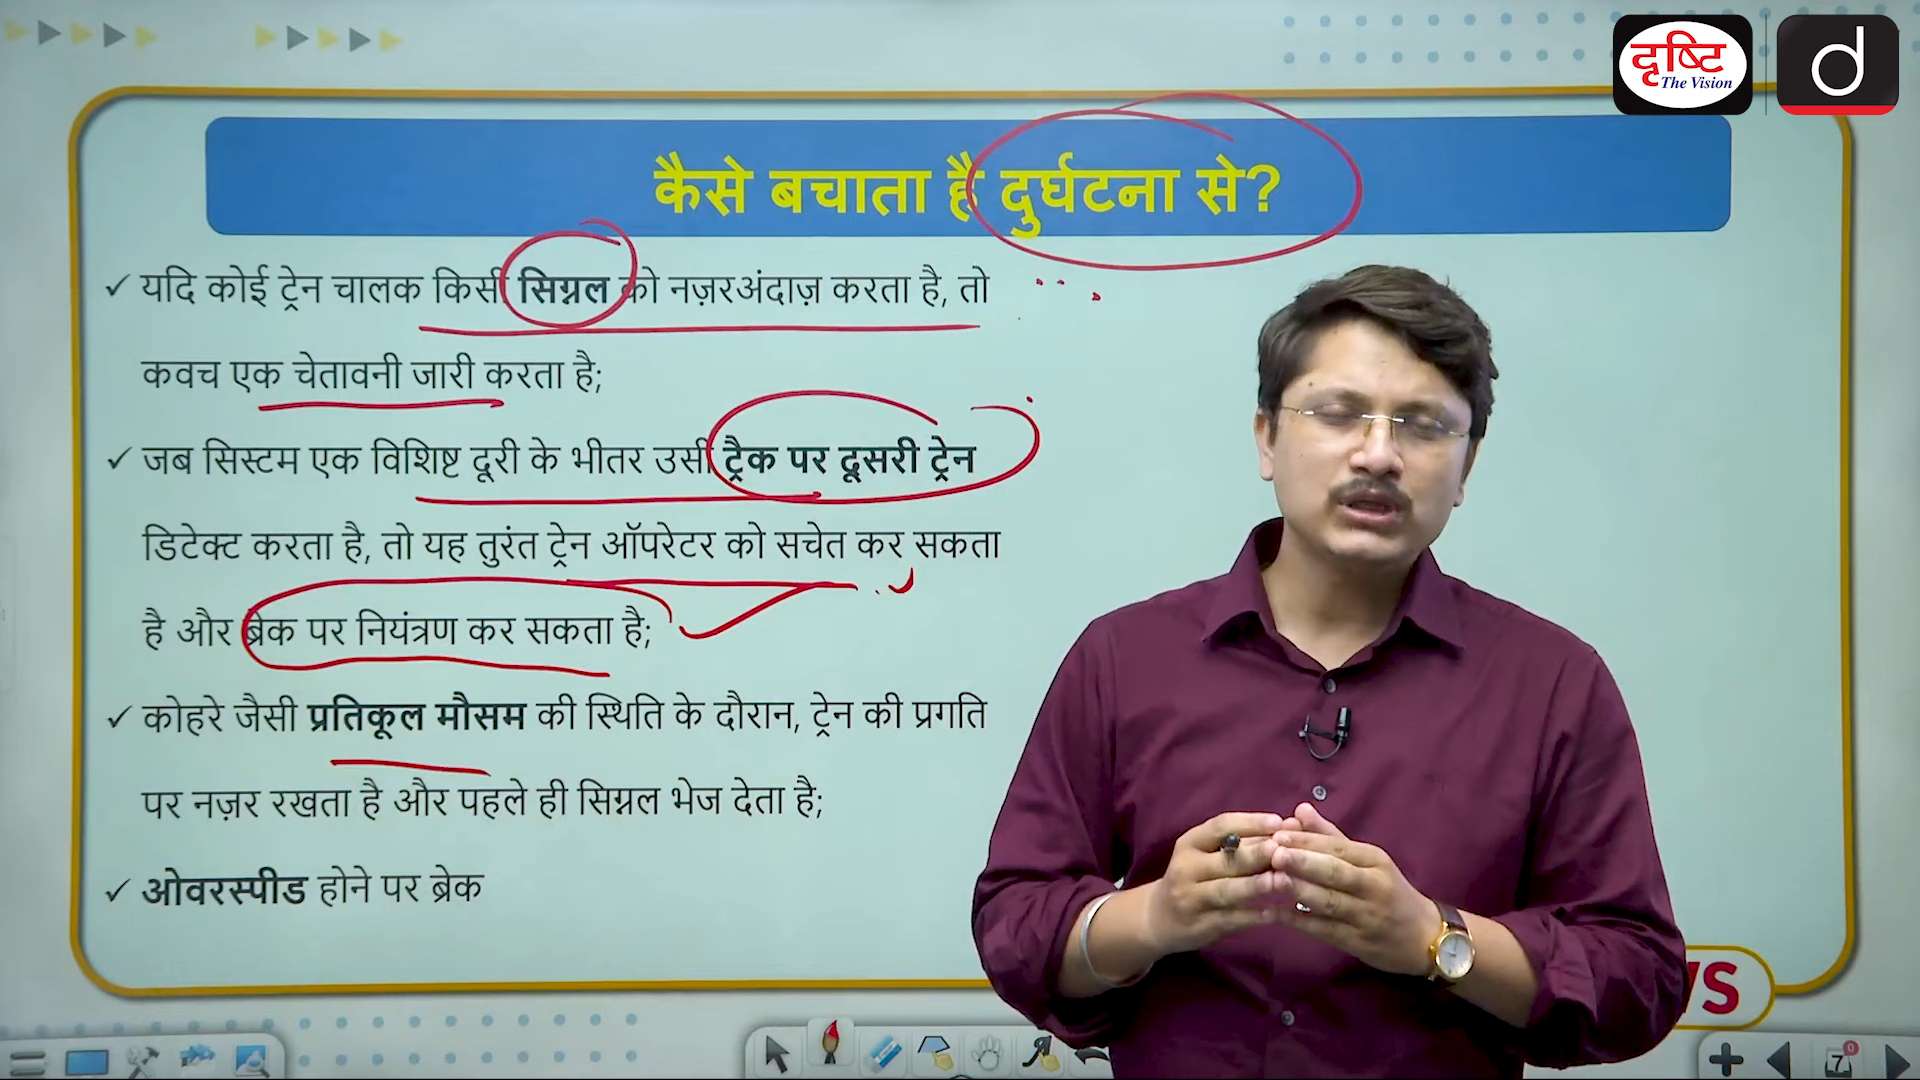 दृष्टि
The Vision
d
कैसे बचाता है दुर्घटना से?
✓ यदि कोई ट्रेन चालक किसी सिग्नल को नज़रअंदाज़ करता है, तो
कवच एक चेतावनी जारी करता है;
✓ जब सिस्टम एक विशिष्ट दूरी के भीतर उसी ट्रैक पर दूसरी ट्रेन
डिटेक्ट करता है, तो यह तुरंत ट्रेन ऑपरेटर को सचेत कर सकता
है और ब्रेक पर नियंत्रण कर सकता है;
✓ कोहरे जैसी प्रतिकूल मौसम की स्थिति के दौरान, ट्रेन की प्रगति
पर नज़र रखता है और पहले ही सिग्नल भेज देता है;
✓ ओवरस्पीड होने पर ब्रेक
7
0